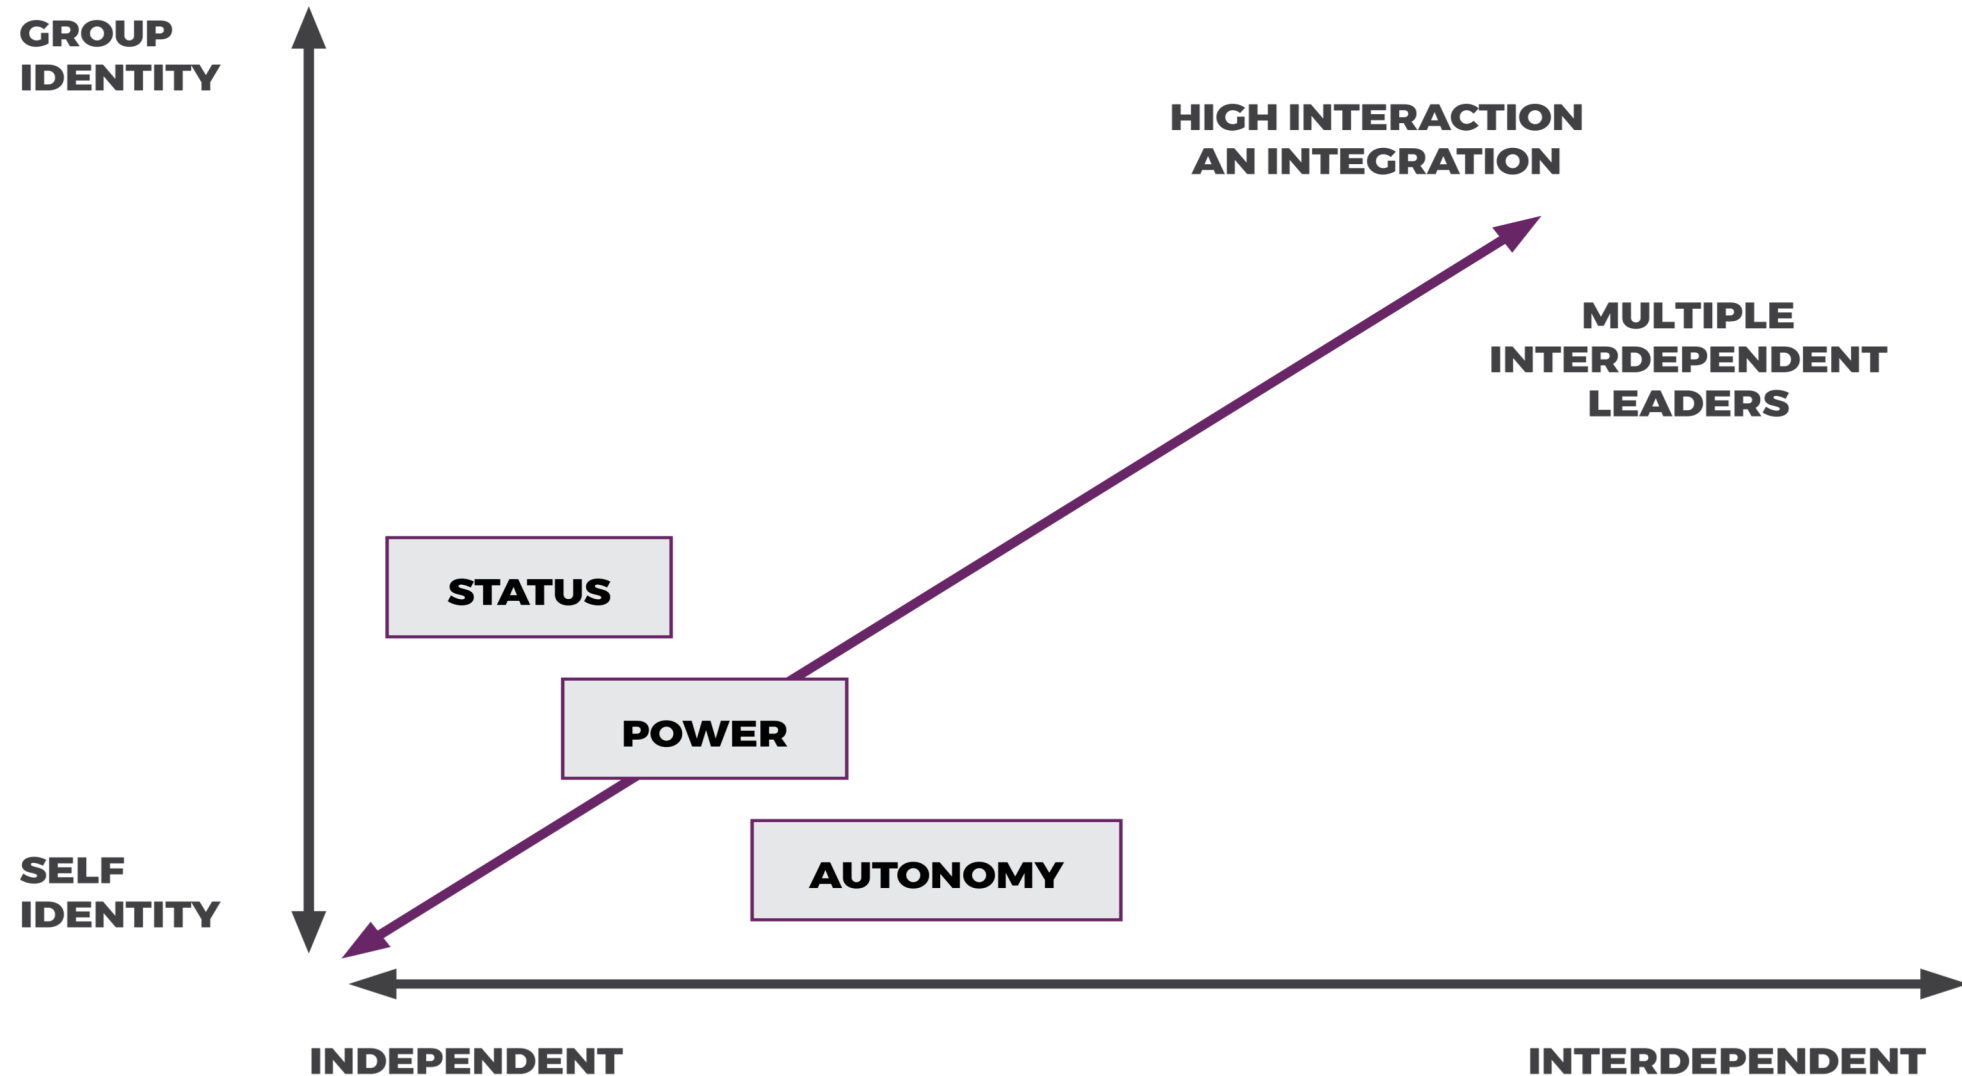 GROUP
IDENTITY
HIGH INTERACTION
AN INTEGRATION
MULTIPLE
INTERDEPENDENT
LEADERS
STATUS
POWER
AUTONOMY
SELF
IDENTITY
INDEPENDENT
INTERDEPENDENT